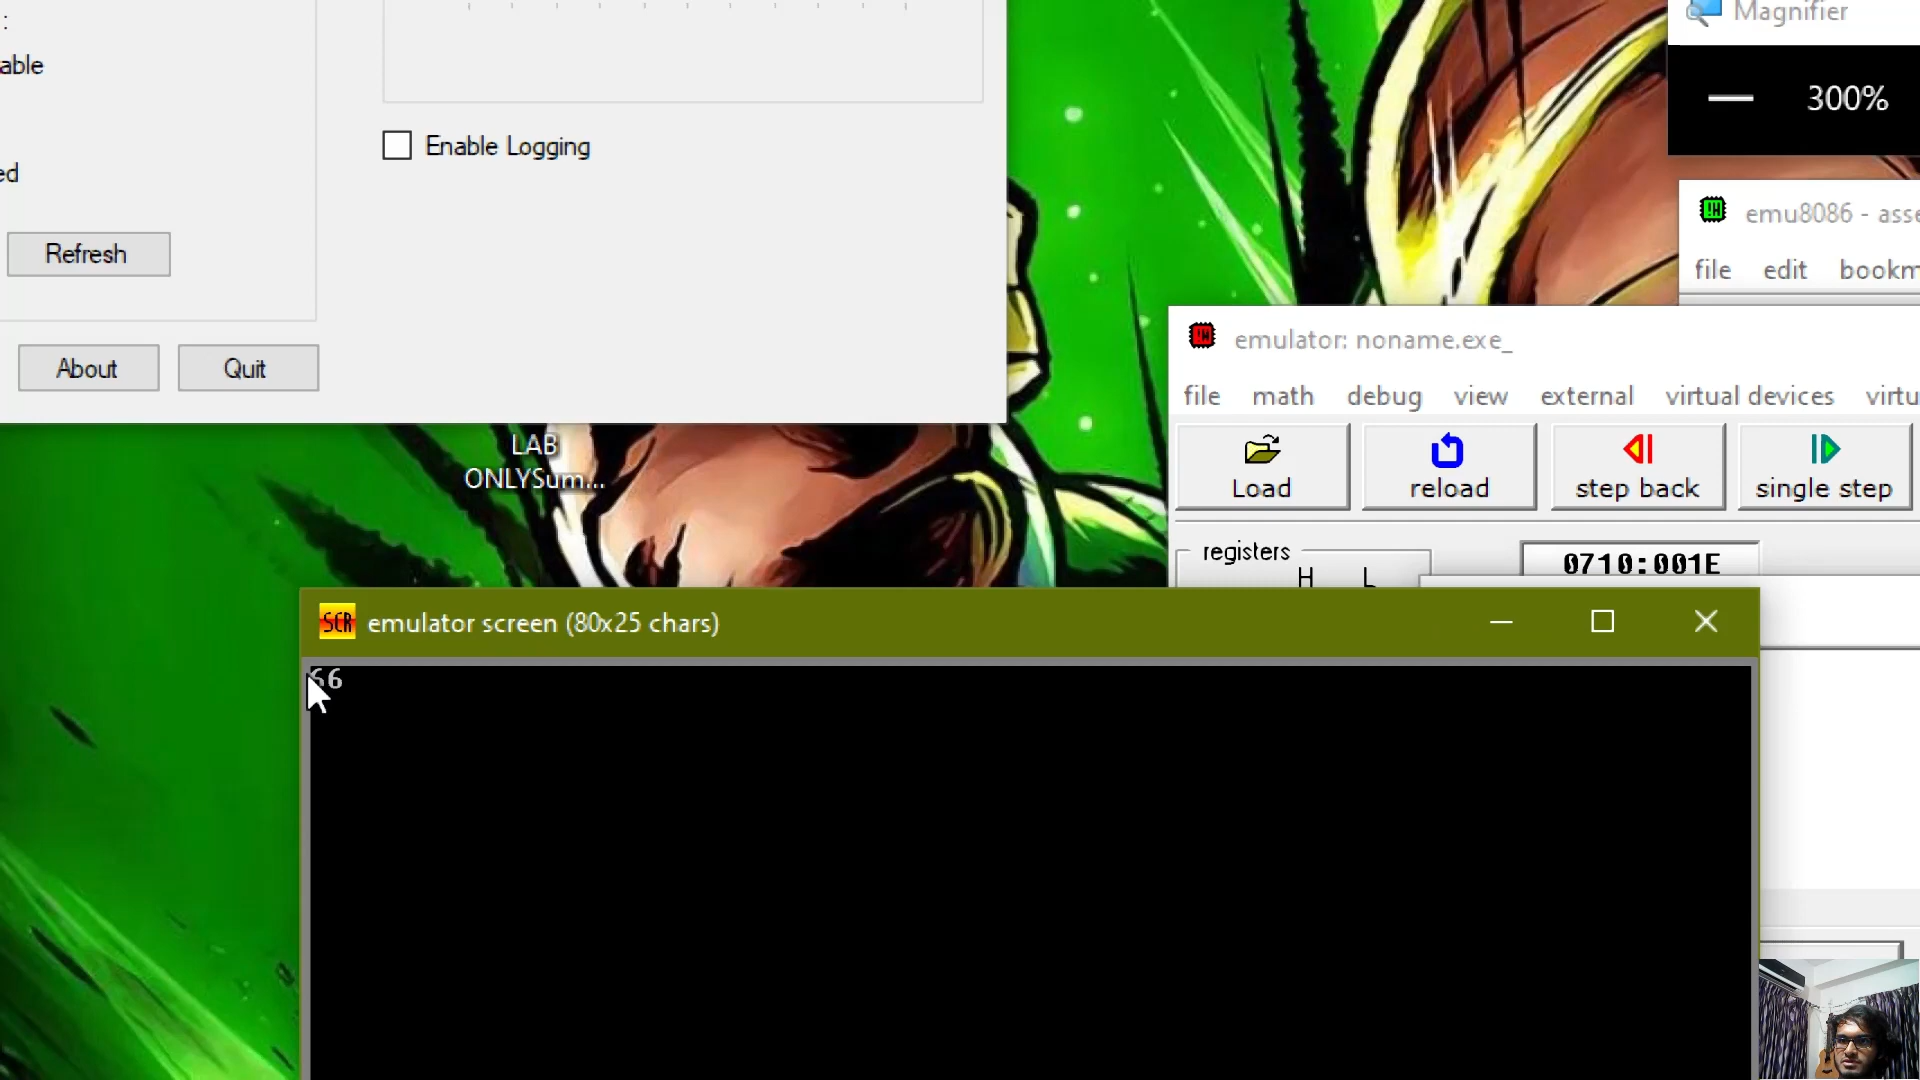 :
able
ed
Refresh
About
Quit
Enable Logging
LAB
ONLYSum...
Magnifier
300%
emu8086 - asse
file edit bookm
emulator: noname.exe_
file math debug view external virtual devices virtu
Load reload step back single step
registers
H L
0710:001E
SCR emulator screen (80x25 chars)
66